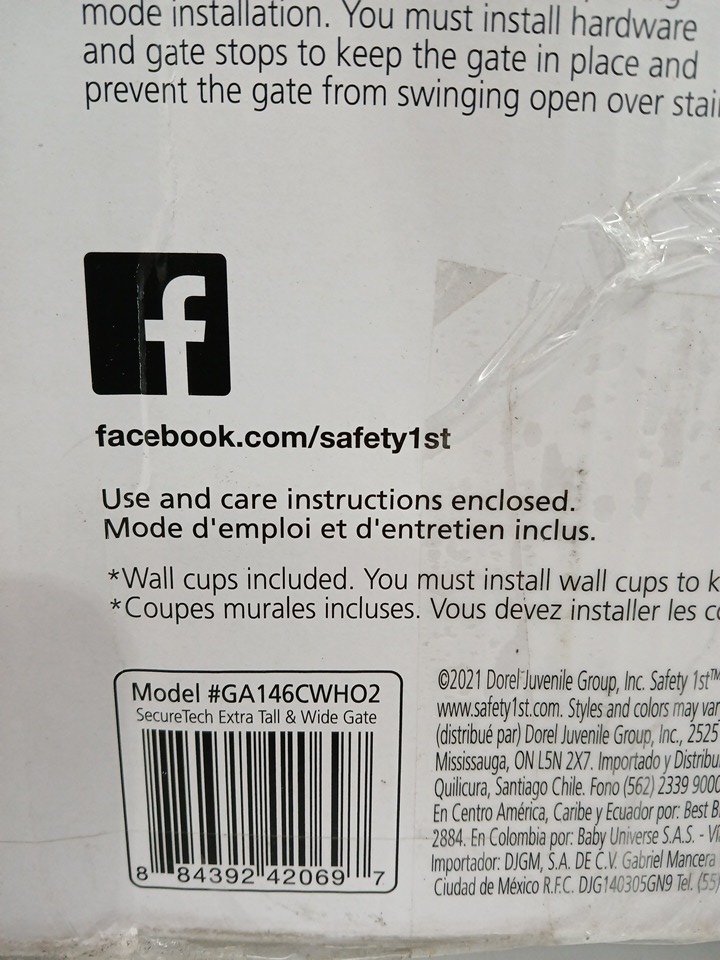 mode installation. You must install hardware
and gate stops to keep the gate in place and
prevent the gate from swinging open over
f
facebook.com/safety1st
Use and care instructions enclosed.
Mode d'emploi et d'entretien inclus.
*Wall cups included. You must install wall cups to
*Coupes murales incluses. Vous devez installer les
Model #GA146CWHO2
SecureTech Extra Tall & Wide Gate
8 84392 42069 7
©2021 Dorel Juvenile Group, Inc. Safety 1st™
www.safety1st.com. Styles and colors may
(distribué par) Dorel Juvenile Group, Inc., 2525
Mississauga, ON L5N 2X7. Importado y
Quilicura, Santiago Chile. Fono (562) 2339 9000
En Centro América, Caribe y Ecuador por: Best
2884. En Colombia por: Baby Universe S.A.S. -
Importador: DJGM, S.A. DE C.V. Gabriel Mancera
Ciudad de México R.F.C. DJG140305GN9 Tel. (55)